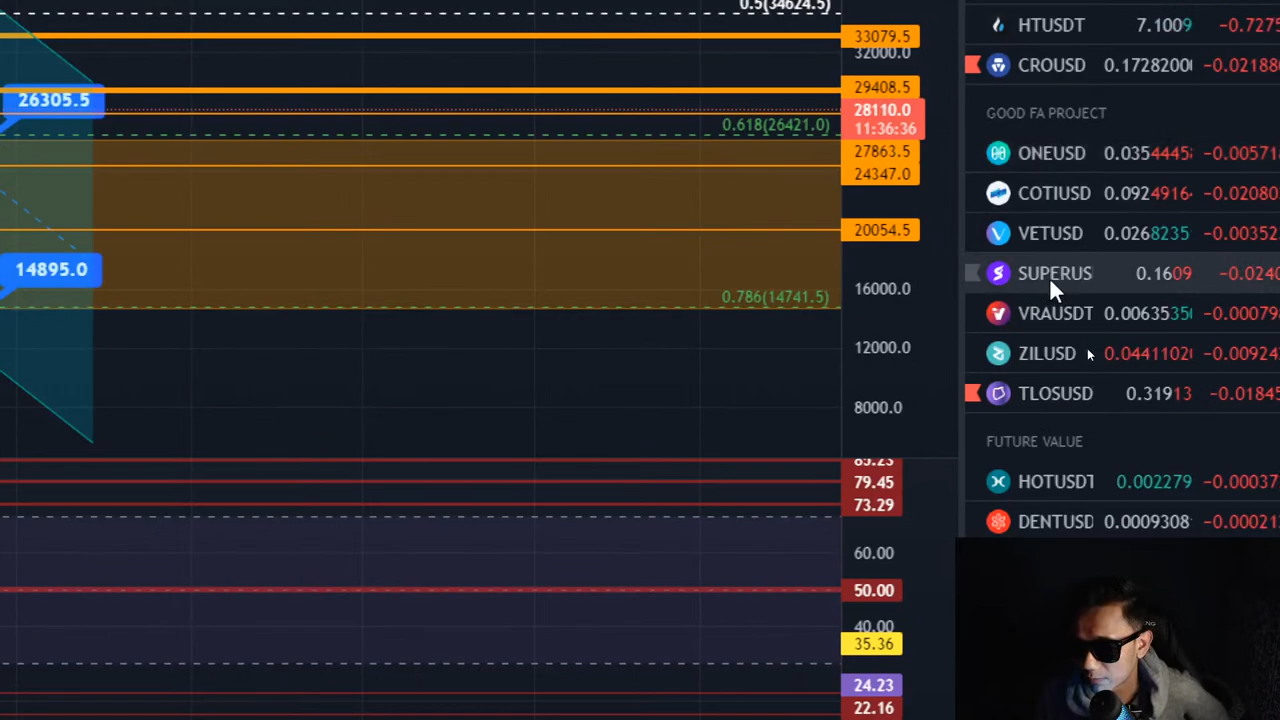 0.5(34624.5)
33079.5
32000.0
29408.5
26305.5
28110.0
11:36:36
0.618(26421.0)
27863.5
24347.0
20054.5
14895.0
16000.0
0.786(14741.5)
12000.0
8000.0
85.23
79.45
73.29
60.00
50.00
40.00
35.36
24.23
22.16
HTUSDT 7.1009 -0.7275
CROUSD 0.1728200 -0.02188
GOOD FA PROJECT
ONEUSD 0.0354445 -0.00571
COTIUSD 0.0924916 -0.02080
VETUSD 0.0268235 -0.00352
SUPERUS 0.1609 -0.0240
VRAUSDT 0.0063535 -0.00079
ZILUSD 0.0441102 -0.00924
TLOSUSD 0.31913 -0.01845
FUTURE VALUE
HOTUSDT 0.002279 -0.00037
DENTUSD 0.0009308 -0.00021